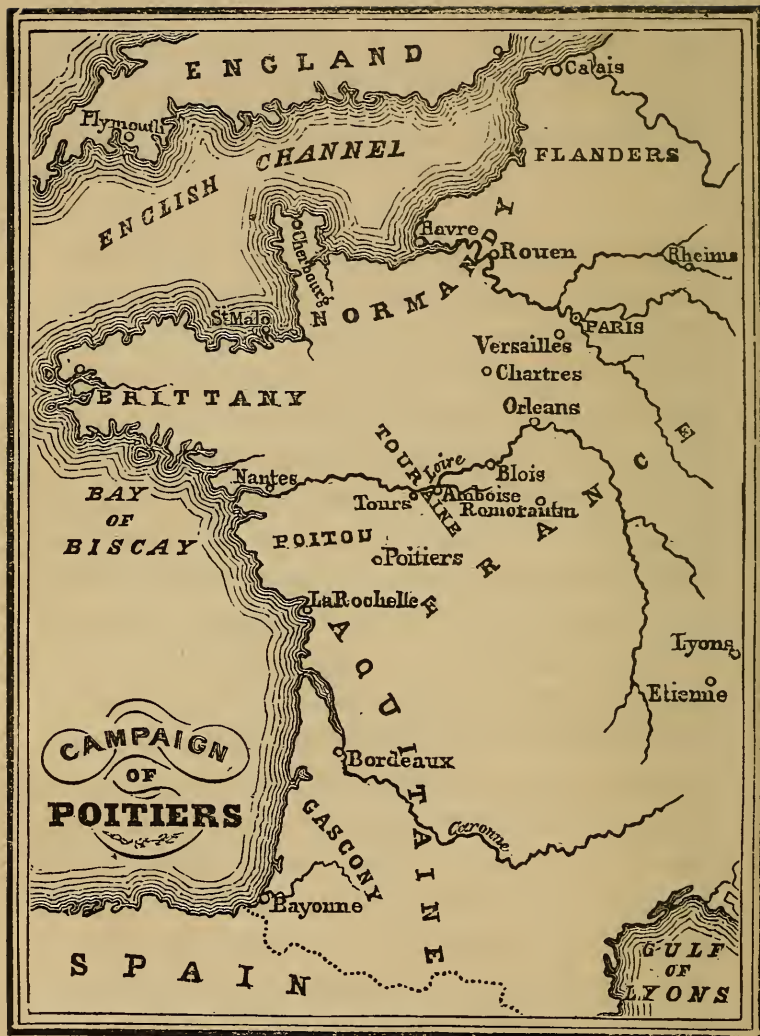 ENGLAND
Calais
Plymouth
ENGLISH CHANNEL
FLANDERS
Havre
Rouen
Rheims
Cherbourg
NORMANDY
St Malo
PARIS
Versailles
Chartres
BRITTANY
Orleans
TOURAINE
Loire
Blois
Nantes
Tours
Amboise
Romorantin
BAY
OF
BISCAY
POITOU
Poitiers
FRANCE
LaRochelle
AQUITAINE
Lyons
Etienne
CAMPAIGN
OF
POITIERS
Bordeaux
GASCONY
Garonne
Bayonne
SPAIN
GULF
OF
LYONS